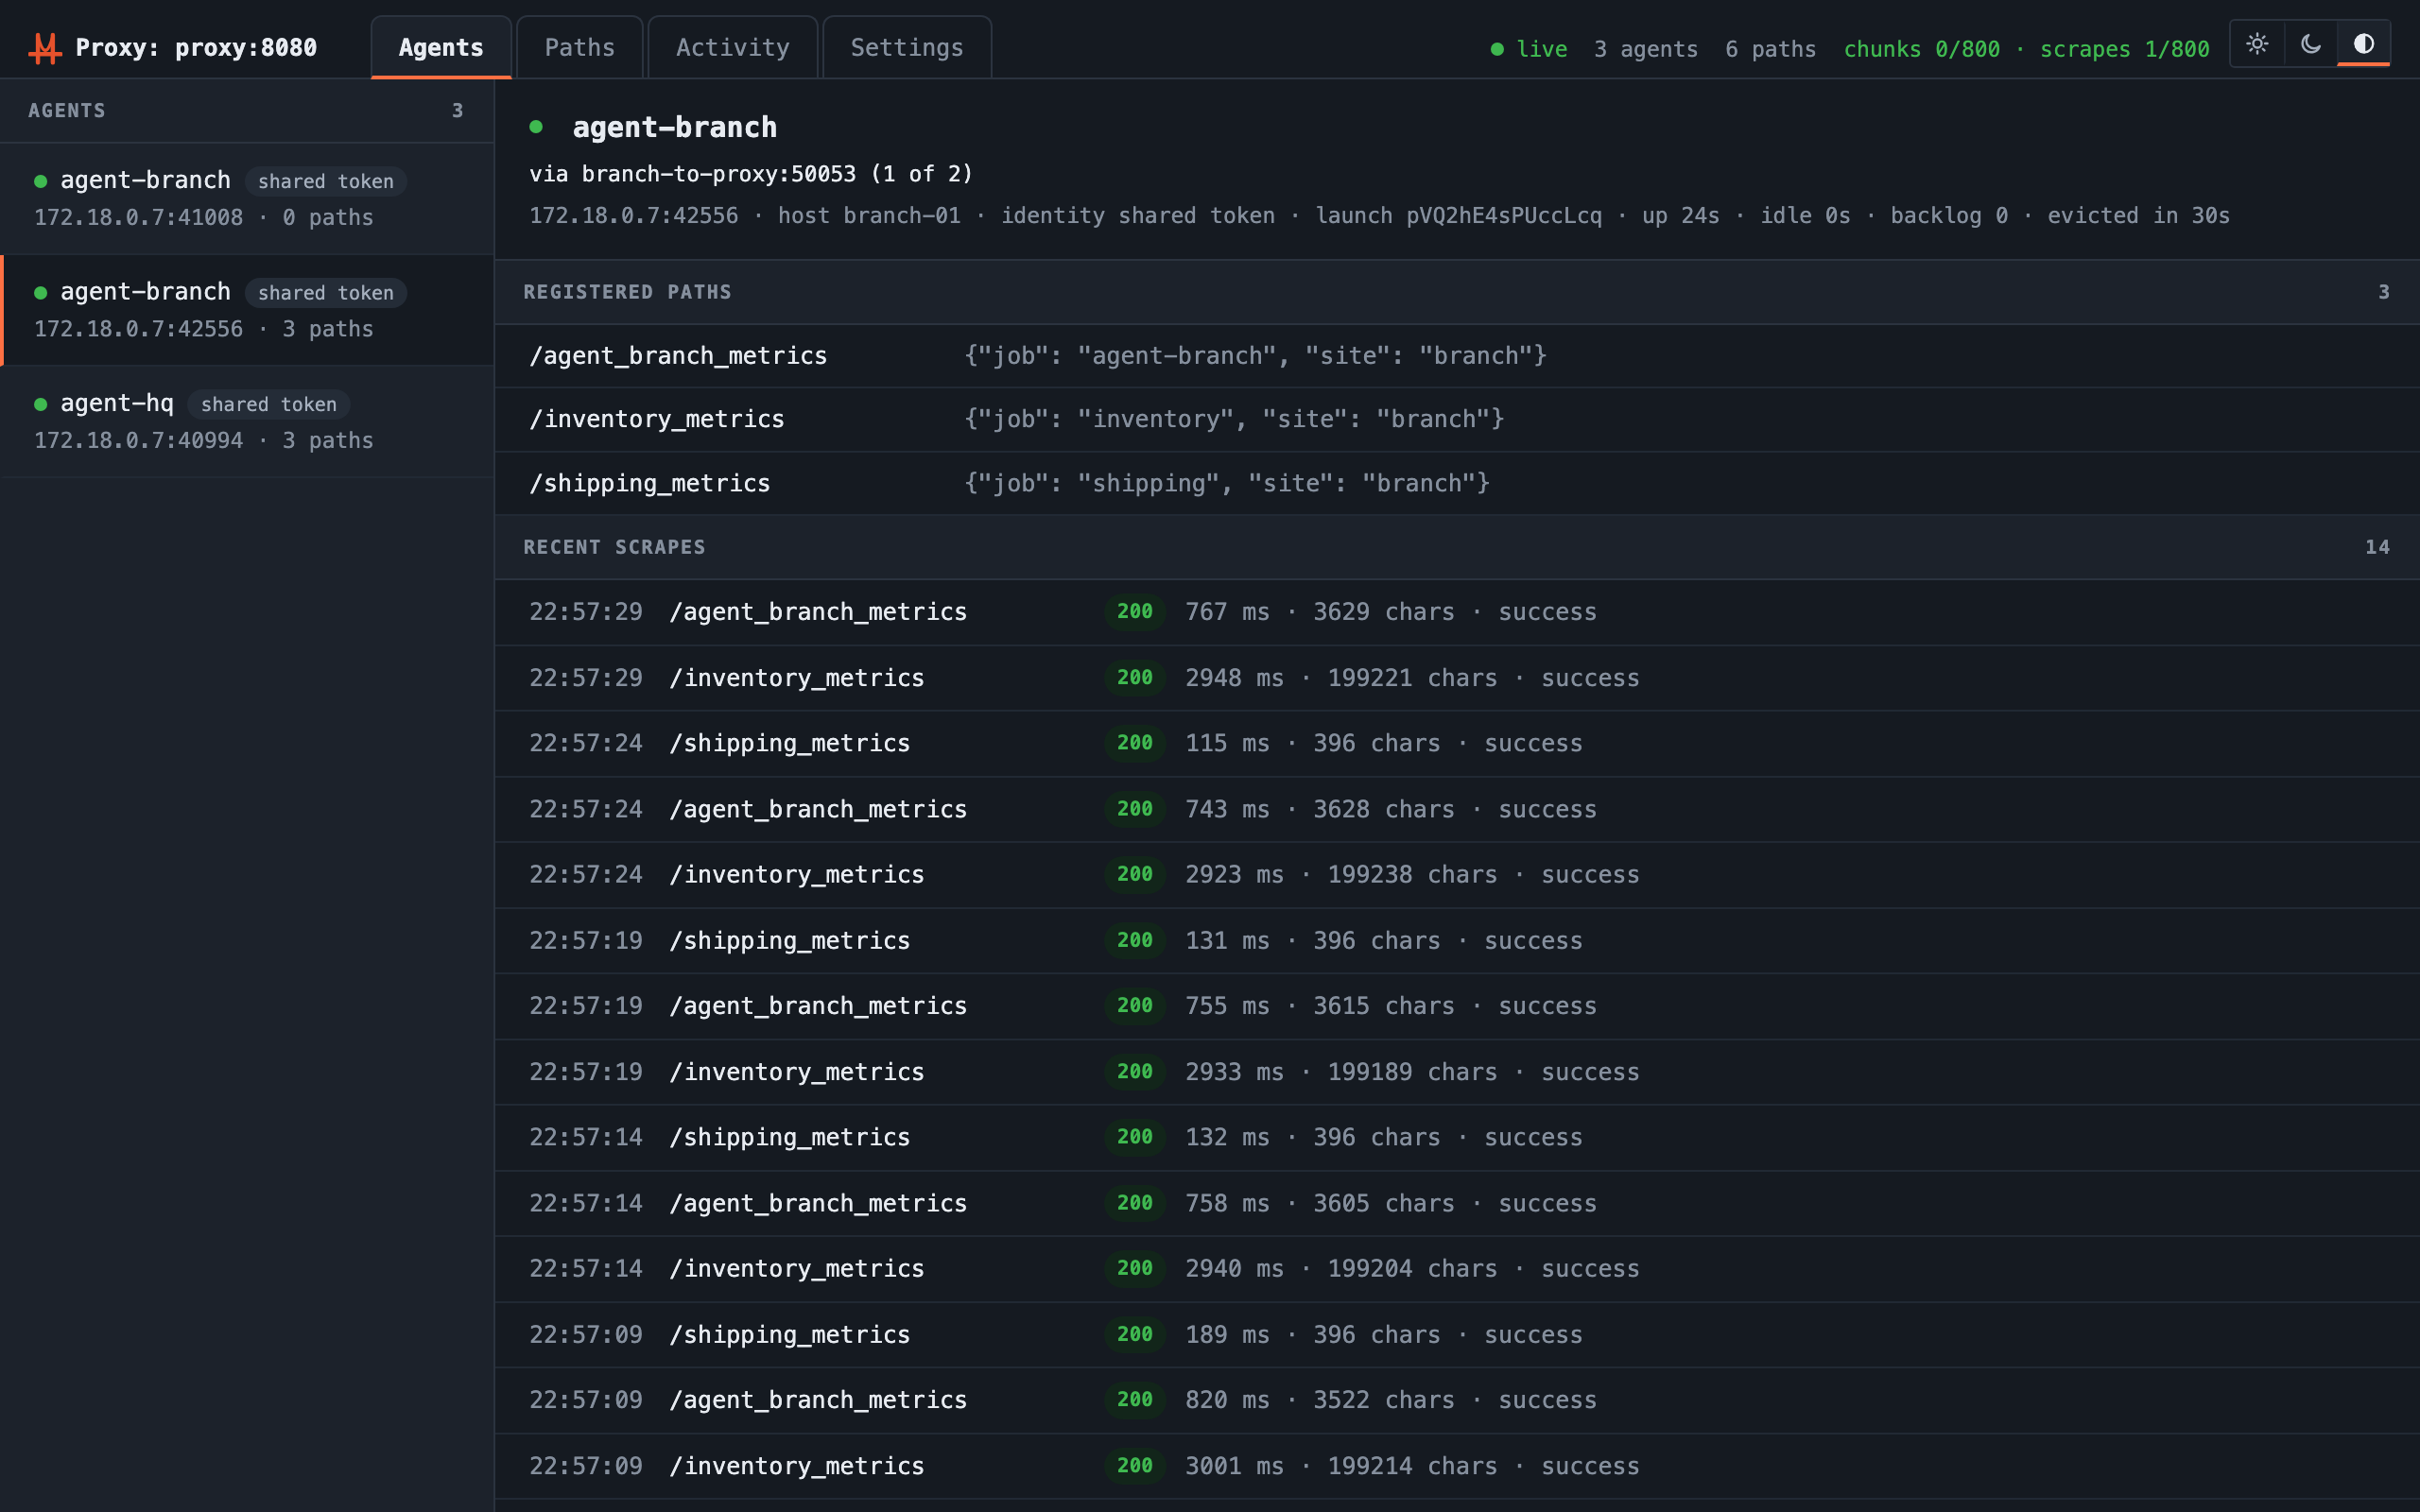 Proxy: proxy:8080
Agents
Paths
Activity
Settings
live 3 agents 6 paths chunks 0/800 · scrapes 1/800
AGENTS 3
agent-branch shared token
172.18.0.7:41008 · 0 paths
agent-branch shared token
172.18.0.7:42556 · 3 paths
agent-hq shared token
172.18.0.7:40994 · 3 paths
agent-branch
via branch-to-proxy:50053 (1 of 2)
172.18.0.7:42556 · host branch-01 · identity shared token · launch pVQ2hE4sPUccLcq · up 24s · idle 0s · backlog 0 · evicted in 30s
REGISTERED PATHS 3
/agent_branch_metrics {"job": "agent-branch", "site": "branch"}
/inventory_metrics {"job": "inventory", "site": "branch"}
/shipping_metrics {"job": "shipping", "site": "branch"}
RECENT SCRAPES 14
22:57:29 /agent_branch_metrics 200 767 ms · 3629 chars · success
22:57:29 /inventory_metrics 200 2948 ms · 199221 chars · success
22:57:24 /shipping_metrics 200 115 ms · 396 chars · success
22:57:24 /agent_branch_metrics 200 743 ms · 3628 chars · success
22:57:24 /inventory_metrics 200 2923 ms · 199238 chars · success
22:57:19 /shipping_metrics 200 131 ms · 396 chars · success
22:57:19 /agent_branch_metrics 200 755 ms · 3615 chars · success
22:57:19 /inventory_metrics 200 2933 ms · 199189 chars · success
22:57:14 /shipping_metrics 200 132 ms · 396 chars · success
22:57:14 /agent_branch_metrics 200 758 ms · 3605 chars · success
22:57:14 /inventory_metrics 200 2940 ms · 199204 chars · success
22:57:09 /shipping_metrics 200 189 ms · 396 chars · success
22:57:09 /agent_branch_metrics 200 820 ms · 3522 chars · success
22:57:09 /inventory_metrics 200 3001 ms · 199214 chars · success